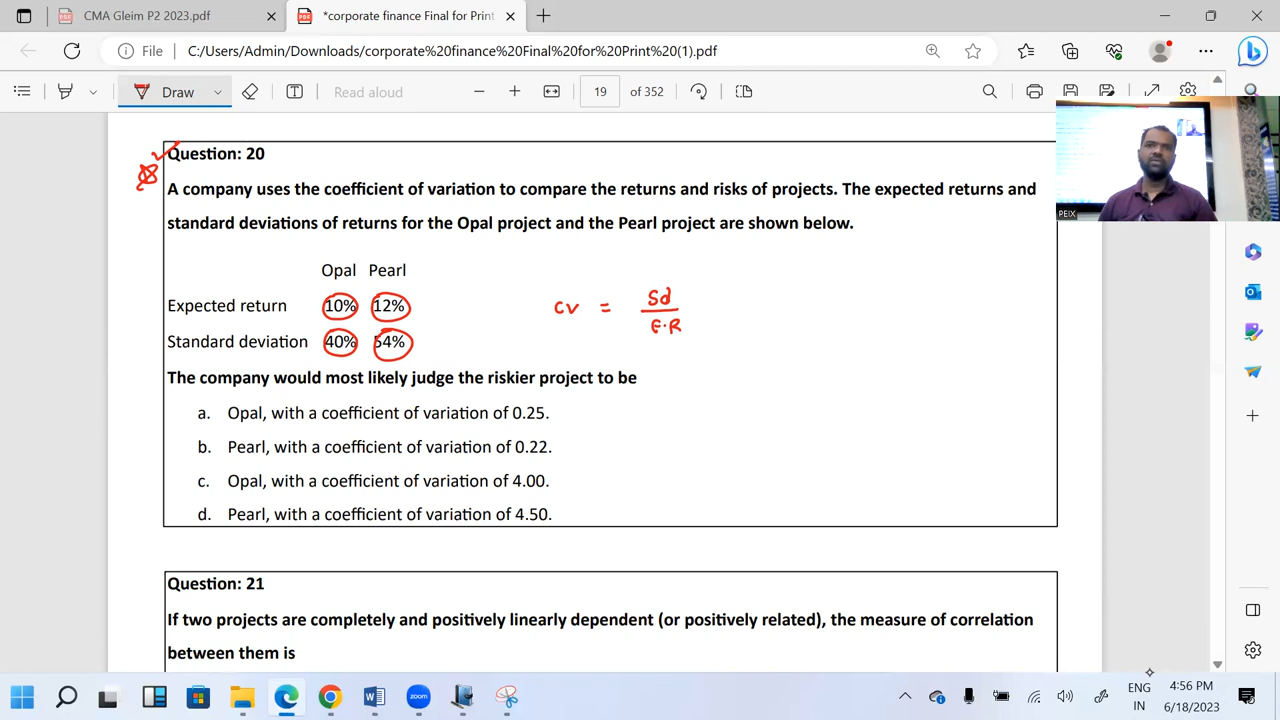 CMA Gleim P2 2023.pdf
*corporate finance Final for Print
File
C:/Users/Admin/Downloads/corporate%20finance%20Final%20for%20Print%20(1).pdf
Draw
Read aloud
19 of 352
Question: 20
A company uses the coefficient of variation to compare the returns and risks of projects. The expected returns and
standard deviations of returns for the Opal project and the Pearl project are shown below.
Opal Pearl
Expected return 10% 12%
Standard deviation 40% 54%
cv = Sd
E.R
The company would most likely judge the riskier project to be
a. Opal, with a coefficient of variation of 0.25.
b. Pearl, with a coefficient of variation of 0.22.
c. Opal, with a coefficient of variation of 4.00.
d. Pearl, with a coefficient of variation of 4.50.
Question: 21
If two projects are completely and positively linearly dependent (or positively related), the measure of correlation
between them is
PEIX
zoom
ENG
IN
4:56 PM
6/18/2023